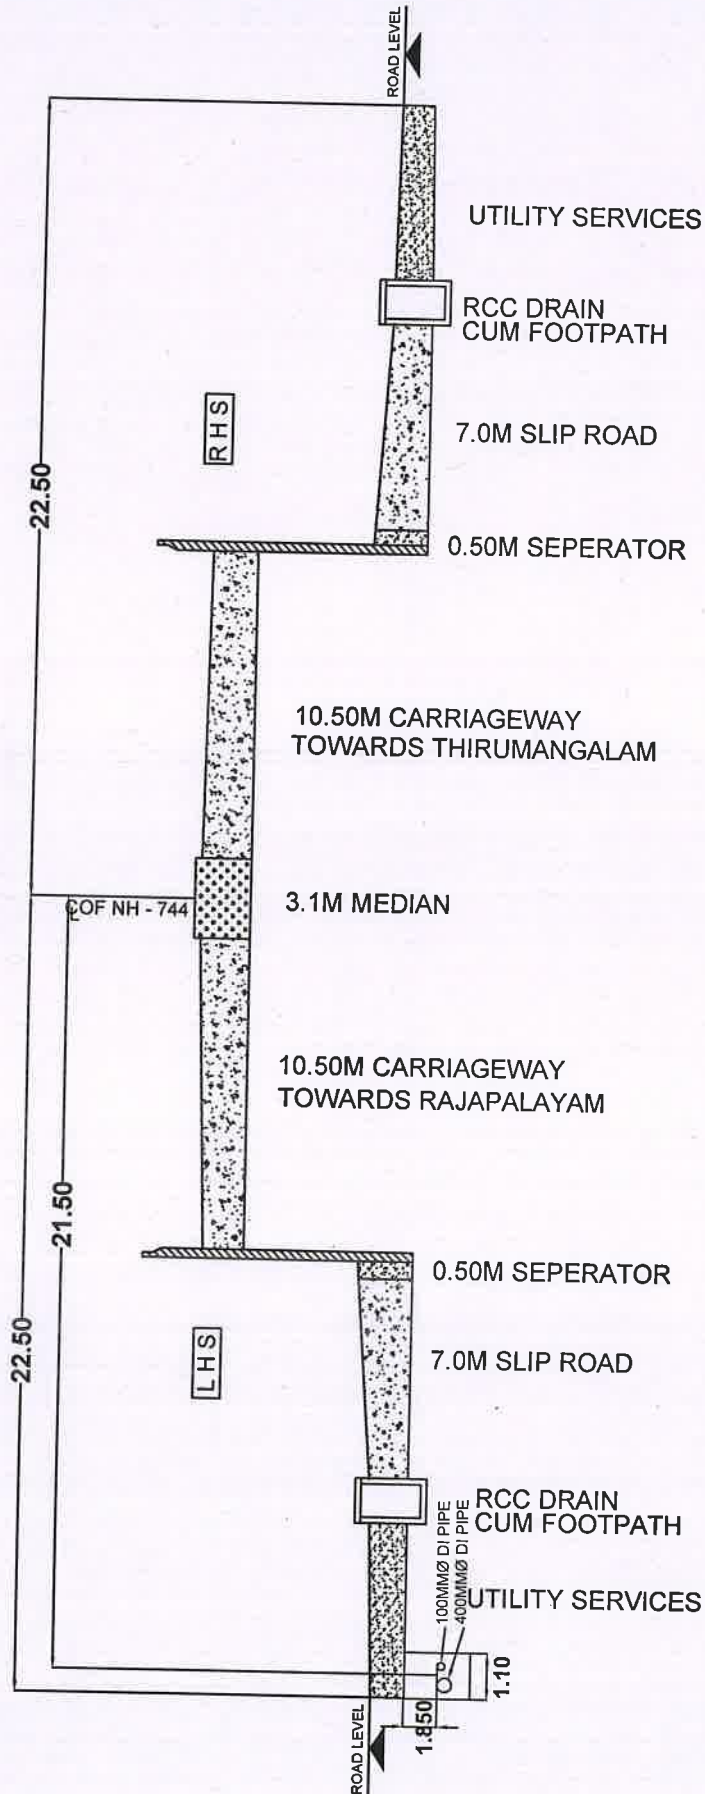 ROAD LEVEL
UTILITY SERVICES
RCC DRAIN
CUM FOOTPATH
RHS
7.0M SLIP ROAD
22.50
0.50M SEPERATOR
10.50M CARRIAGEWAY
TOWARDS THIRUMANGALAM
℄OF NH - 744
3.1M MEDIAN
10.50M CARRIAGEWAY
TOWARDS RAJAPALAYAM
21.50
0.50M SEPERATOR
22.50
LHS
7.0M SLIP ROAD
RCC DRAIN
CUM FOOTPATH
100MMØ DI PIPE
400MMØ DI PIPE
UTILITY SERVICES
1.10
1.850
ROAD LEVEL